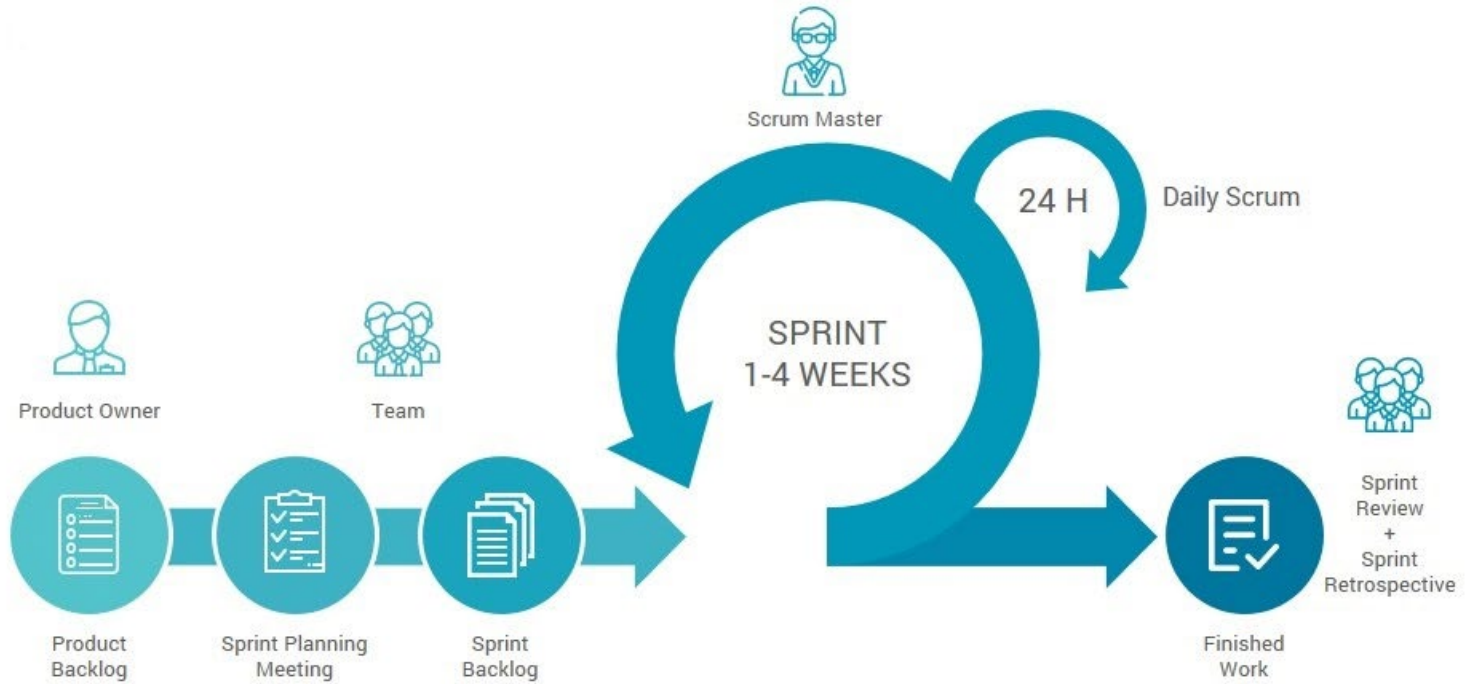 Scrum Master
24 H
Daily Scrum
SPRINT
1-4 WEEKS
Product Owner
Team
Product
Backlog
Sprint Planning
Meeting
Sprint
Backlog
Finished
Work
Sprint
Review
+
Sprint
Retrospective